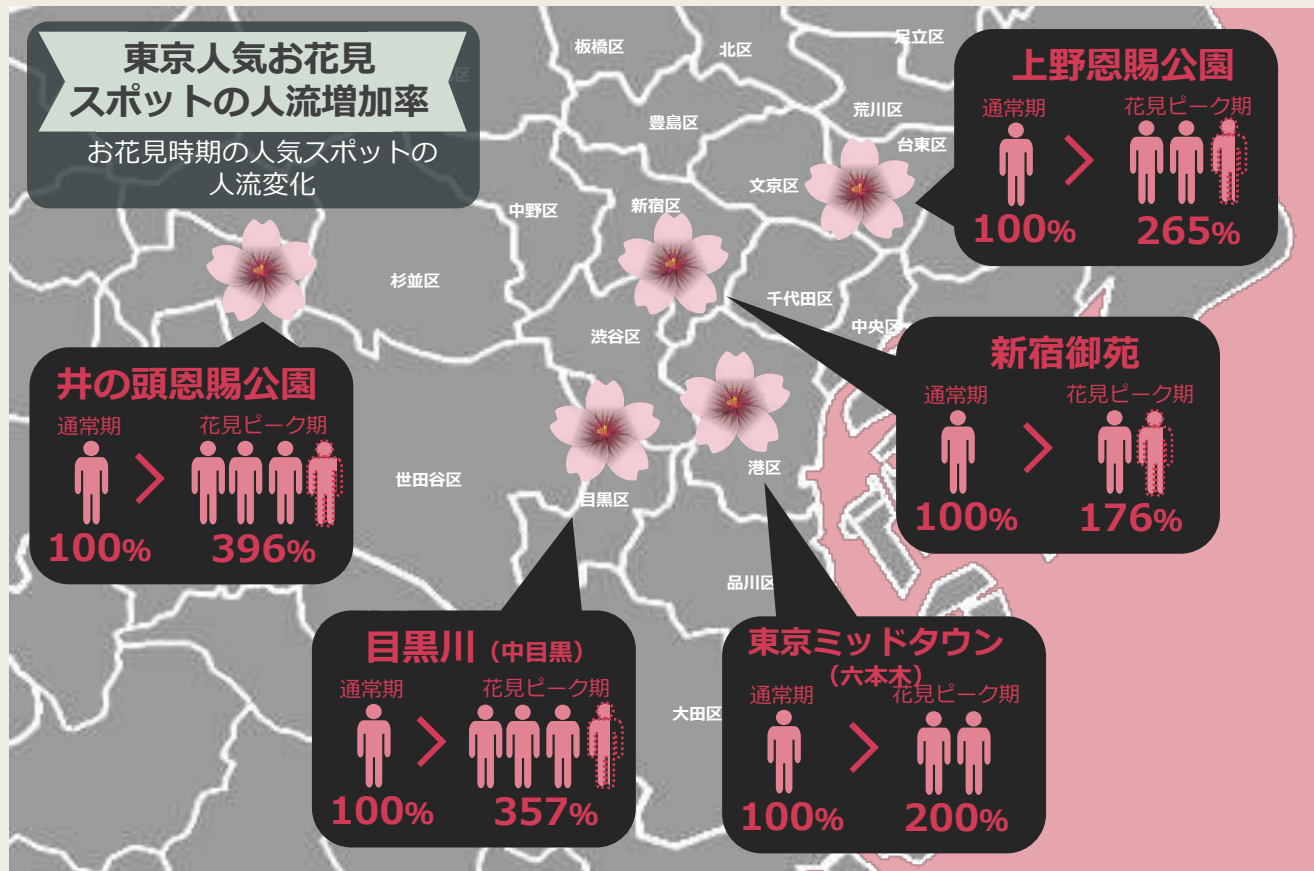 東京人気お花見
スポットの人流増加率
お花見時期の人気スポットの
人流変化
板橋区
北区
足立区
豊島区
荒川区
台東区
文京区
中野区
新宿区
杉並区
千代田区
中央区
渋谷区
世田谷区
目黒区
港区
品川区
大田区
上野恩賜公園
通常期
花見ピーク期
100%
265%
新宿御苑
通常期
花見ピーク期
100%
176%
井の頭恩賜公園
通常期
花見ピーク期
100%
396%
目黒川（中目黒）
通常期
花見ピーク期
100%
357%
東京ミッドタウン
（六本木）
通常期
花見ピーク期
100%
200%